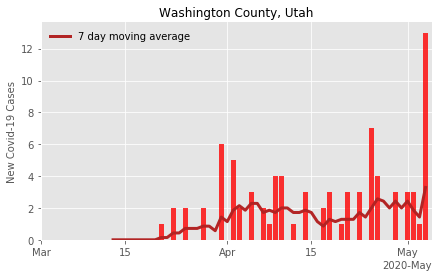 Washington County, Utah
7 day moving average
New Covid-19 Cases
12
10
8
6
4
2
0
Mar
15
Apr
15
May
2020-May